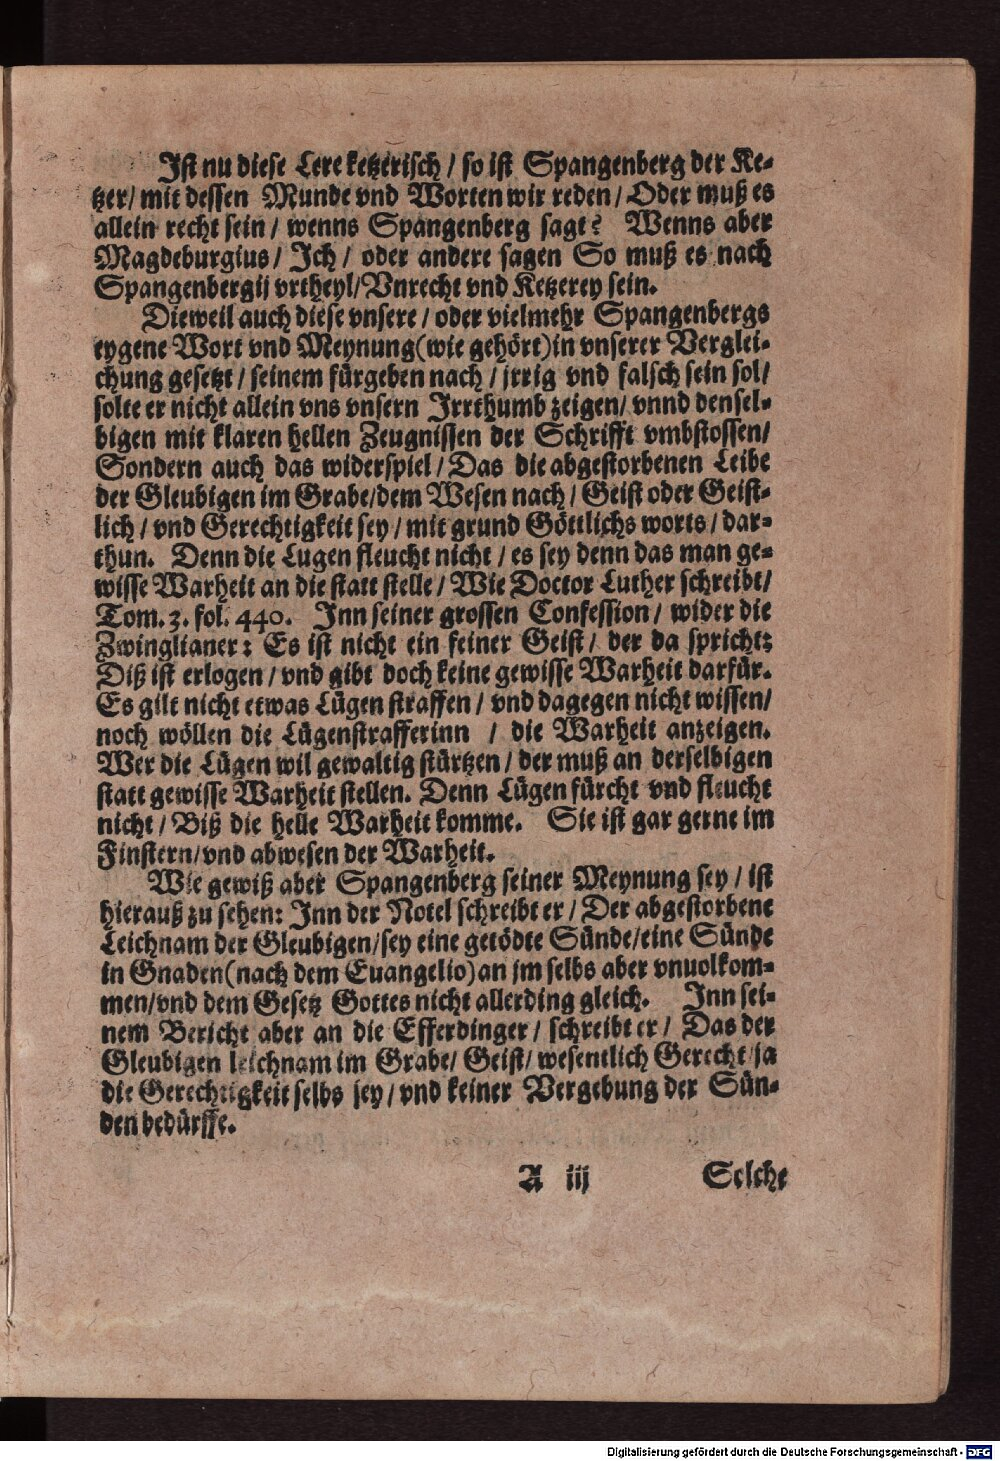 Ist nu diese Lere ketzerisch / so ist Spangenberg der Ke-
tzer/ mit dessen Munde vnd Worten wir reden / Oder muß es
allein recht sein / wenns Spangenberg sagt? Wenns aber
Magdeburgius / Ich / oder andere sagen So muß es nach
Spangenbergij vrtheyl/ Vnrecht vnd Ketzerey sein.
Dieweil auch diese vnsere / oder vielmehr Spangenbergs
eygene Wort vnd Meynung (wie gehört) in vnserer Verglei-
chung gesetzt / seinem fürgeben nach / jrrig vnd falsch sein sol/
solte er nicht allein vns vnsern Irrthumb zeigen/ vnnd densel-
bigen mit klaren hellen Zeugnissen der Schrifft vmbstossen/
Sondern auch das widerspiel / Das die abgestorbenen Leibe
der Gleubigen im Grabe/dem Wesen nach / Geist oder Geist-
lich / vnd Gerechtigkeit sey / mit grund Göttlichs worts / dar-
thun. Denn die Lugen fleucht nicht / es sey denn das man ge-
wisse Warheit an die statt stelle / Wie Doctor Luther schreibt/
Tom. 3. fol. 440. Inn seiner grossen Confession / wider die
Zwinglianer: Es ist nicht ein feiner Geist / der da spricht:
Diß ist erlogen / vnd gibt doch keine gewisse Warheit darfür.
Es gilt nicht etwas Lügen straffen / vnd dagegen nicht wissen/
noch wöllen die Lügenstrafferinn / die Warheit anzeigen.
Wer die Lügen wil gewaltig stürtzen / der muß an derselbigen
statt gewisse Warheit stellen. Denn Lügen fürcht vnd fleucht
nicht / Biß die helle Warheit komme. Sie ist gar gerne im
Finstern/ vnd abwesen der Warheit.
Wie gewiß aber Spangenberg seiner Meynung sey / ist
hierauß zu sehen: Inn der Notel schreibt er / Der abgestorbene
Leichnam der Gleubigen/sey eine getödte Sünde/eine Sünde
in Gnaden (nach dem Euangelio) an jm selbs aber vnuolkom-
men/vnd dem Gesetz Gottes nicht allerding gleich. Inn sei-
nem Bericht aber an die Efferdinger / schreibt er / Das der
Gleubigen leichnam im Grabe/ Geist/ wesentlich Gerecht/ja
die Gerechtigkeit selbs sey / vnd keiner Vergebung der Sün-
den bedürffe.
A iij Solche
Digitalisierung gefördert durch die Deutsche Forschungsgemeinschaft - DFG